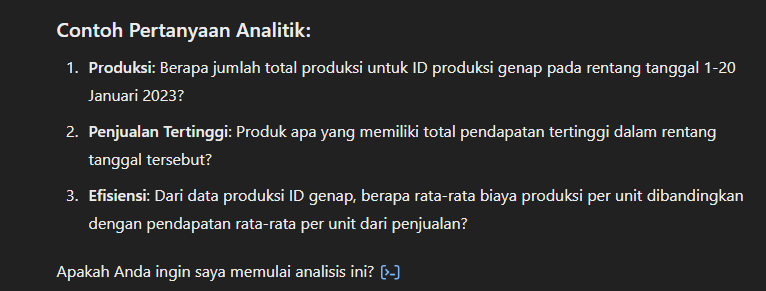 Contoh Pertanyaan Analitik:
1. Produksi: Berapa jumlah total produksi untuk ID produksi genap pada rentang tanggal 1-20
Januari 2023?
2. Penjualan Tertinggi: Produk apa yang memiliki total pendapatan tertinggi dalam rentang
tanggal tersebut?
3. Efisiensi: Dari data produksi ID genap, berapa rata-rata biaya produksi per unit dibandingkan
dengan pendapatan rata-rata per unit dari penjualan?
Apakah Anda ingin saya memulai analisis ini? [>-]